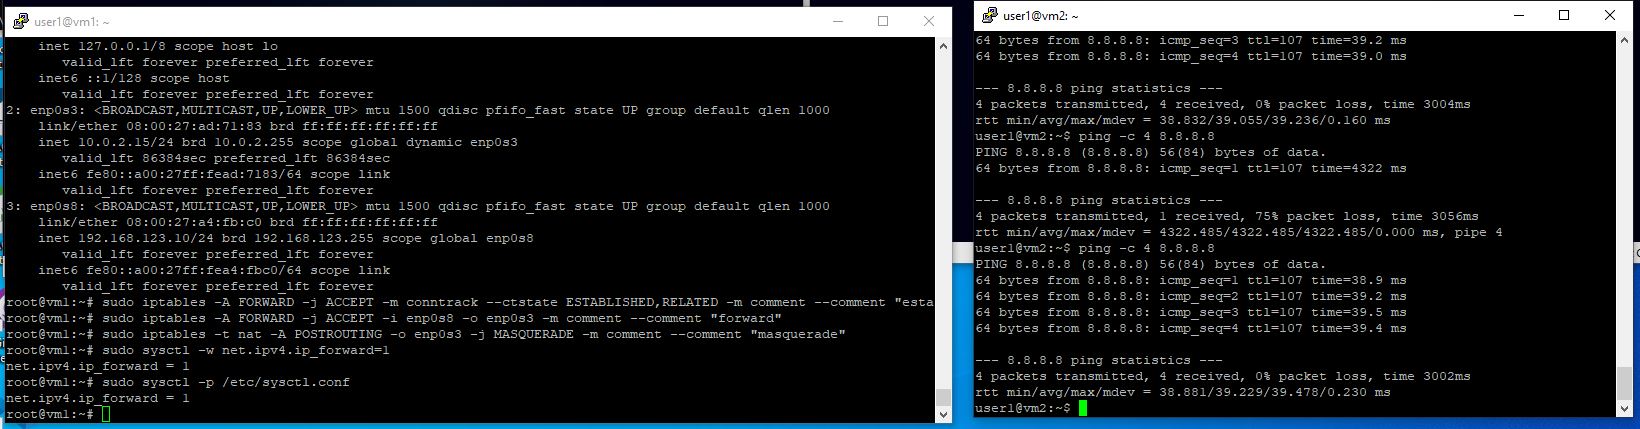 user1@vm1: ~
inet 127.0.0.1/8 scope host lo
valid_lft forever preferred_lft forever
inet6 ::1/128 scope host
valid_lft forever preferred_lft forever
2: enp0s3: <BROADCAST,MULTICAST,UP,LOWER_UP> mtu 1500 qdisc pfifo_fast state UP group default qlen 1000
link/ether 08:00:27:ad:71:83 brd ff:ff:ff:ff:ff:ff
inet 10.0.2.15/24 brd 10.0.2.255 scope global dynamic enp0s3
valid_lft 86384sec preferred_lft 86384sec
inet6 fe80::a00:27ff:fead:7183/64 scope link
valid_lft forever preferred_lft forever
3: enp0s8: <BROADCAST,MULTICAST,UP,LOWER_UP> mtu 1500 qdisc pfifo_fast state UP group default qlen 1000
link/ether 08:00:27:a4:fb:c0 brd ff:ff:ff:ff:ff:ff
inet 192.168.123.10/24 brd 192.168.123.255 scope global enp0s8
valid_lft forever preferred_lft forever
inet6 fe80::a00:27ff:fea4:fbc0/64 scope link
valid_lft forever preferred_lft forever
root@vm1:~# sudo iptables -A FORWARD -j ACCEPT -m conntrack --ctstate ESTABLISHED,RELATED -m comment --comment "esta
root@vm1:~# sudo iptables -A FORWARD -j ACCEPT -i enp0s8 -o enp0s3 -m comment --comment "forward"
root@vm1:~# sudo iptables -t nat -A POSTROUTING -o enp0s3 -j MASQUERADE -m comment --comment "masquerade"
root@vm1:~# sudo sysctl -w net.ipv4.ip_forward=1
net.ipv4.ip_forward = 1
root@vm1:~# sudo sysctl -p /etc/sysctl.conf
net.ipv4.ip_forward = 1
root@vm1:~#
user1@vm2: ~
64 bytes from 8.8.8.8: icmp_seq=3 ttl=107 time=39.2 ms
64 bytes from 8.8.8.8: icmp_seq=4 ttl=107 time=39.0 ms
--- 8.8.8.8 ping statistics ---
4 packets transmitted, 4 received, 0% packet loss, time 3004ms
rtt min/avg/max/mdev = 38.832/39.055/39.236/0.160 ms
user1@vm2:~$ ping -c 4 8.8.8.8
PING 8.8.8.8 (8.8.8.8) 56(84) bytes of data.
64 bytes from 8.8.8.8: icmp_seq=1 ttl=107 time=4322 ms
--- 8.8.8.8 ping statistics ---
4 packets transmitted, 1 received, 75% packet loss, time 3056ms
rtt min/avg/max/mdev = 4322.485/4322.485/4322.485/0.000 ms, pipe 4
user1@vm2:~$ ping -c 4 8.8.8.8
PING 8.8.8.8 (8.8.8.8) 56(84) bytes of data.
64 bytes from 8.8.8.8: icmp_seq=1 ttl=107 time=38.9 ms
64 bytes from 8.8.8.8: icmp_seq=2 ttl=107 time=39.2 ms
64 bytes from 8.8.8.8: icmp_seq=3 ttl=107 time=39.5 ms
64 bytes from 8.8.8.8: icmp_seq=4 ttl=107 time=39.4 ms
--- 8.8.8.8 ping statistics ---
4 packets transmitted, 4 received, 0% packet loss, time 3002ms
rtt min/avg/max/mdev = 38.881/39.229/39.478/0.230 ms
user1@vm2:~$